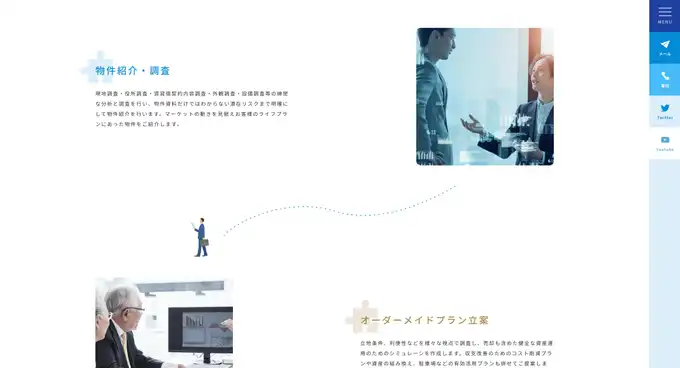 MENU
メール
電話
Twitter
Youtube
物件紹介・調査
現地調査・役所調査・賃貸借契約内容調査・外観調査・設備調査等の綿密
な分析と調査を行い、物件資料だけではわからない潜在リスクまで明確に
して物件紹介を行います。マーケットの動きを見据えお客様のライフプラ
ンにあった物件をご紹介します。
オーダーメイドプラン立案
立地条件、利便性などを様々な視点で調査し、売却も含めた健全な資産運
用のためのシミュレーションを作成します。収支改善のためのコスト削減プラ
ンや資産の組み換え、駐車場などの有効活用プランも併せてご提案しま